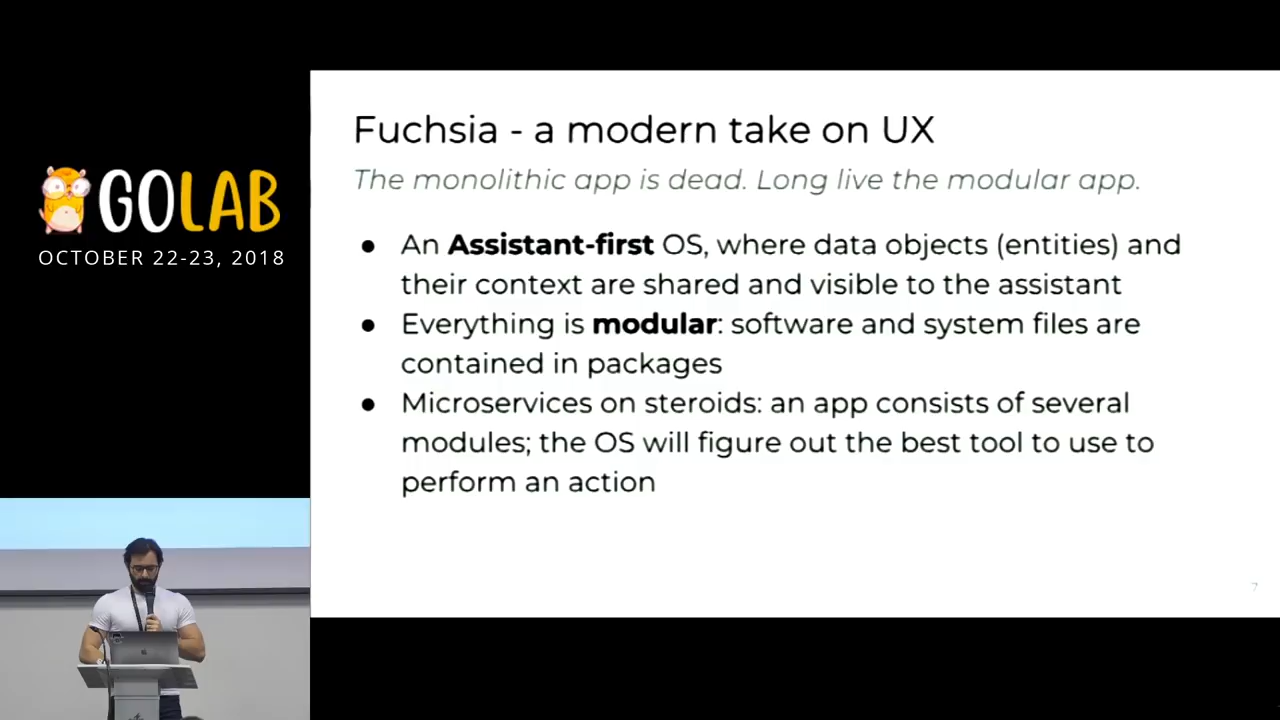 GOLAB
OCTOBER 22-23, 2018
Fuchsia - a modern take on UX
The monolithic app is dead. Long live the modular app.
● An Assistant-first OS, where data objects (entities) and
their context are shared and visible to the assistant
● Everything is modular: software and system files are
contained in packages
● Microservices on steroids: an app consists of several
modules; the OS will figure out the best tool to use to
perform an action
7